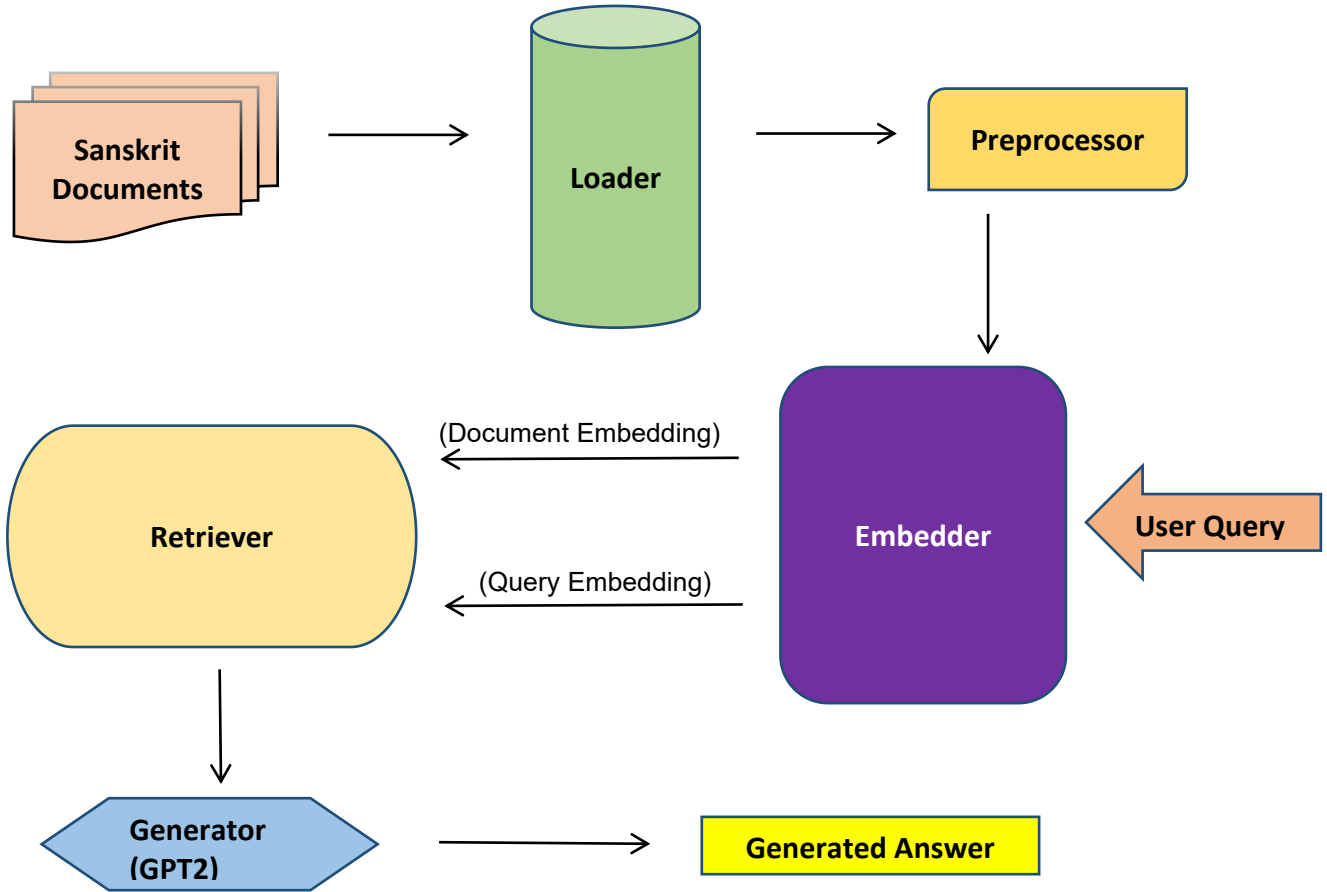 Sanskrit
Documents
Loader
Preprocessor
(Document Embedding)
Retriever
Embedder
User Query
(Query Embedding)
Generator
(GPT2)
Generated Answer